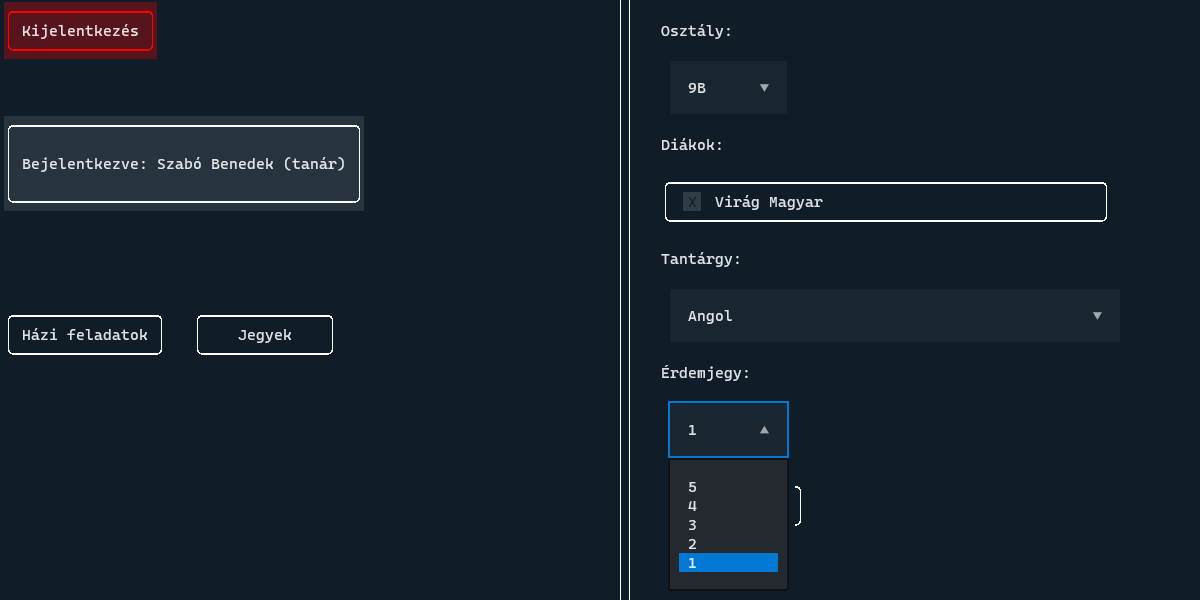 Kijelentkezés
Bejelentkezve: Szabó Benedek (tanár)
Házi feladatok
Jegyek
Osztály:
9B ▼
Diákok:
X Virág Magyar
Tantárgy:
Angol ▼
Érdemjegy:
1 ▲
5
4
3
2
1